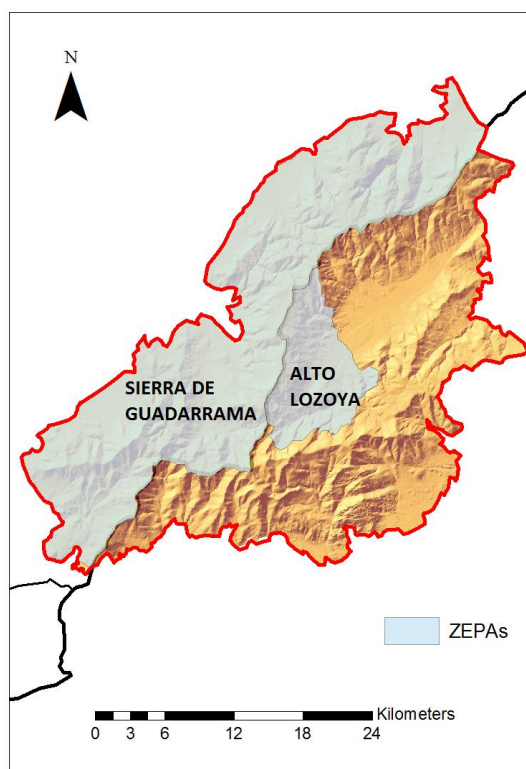 N
SIERRA DE
GUADARRAMA
ALTO
LOZOYA
ZEPAs
Kilometers
0 3 6 12 18 24